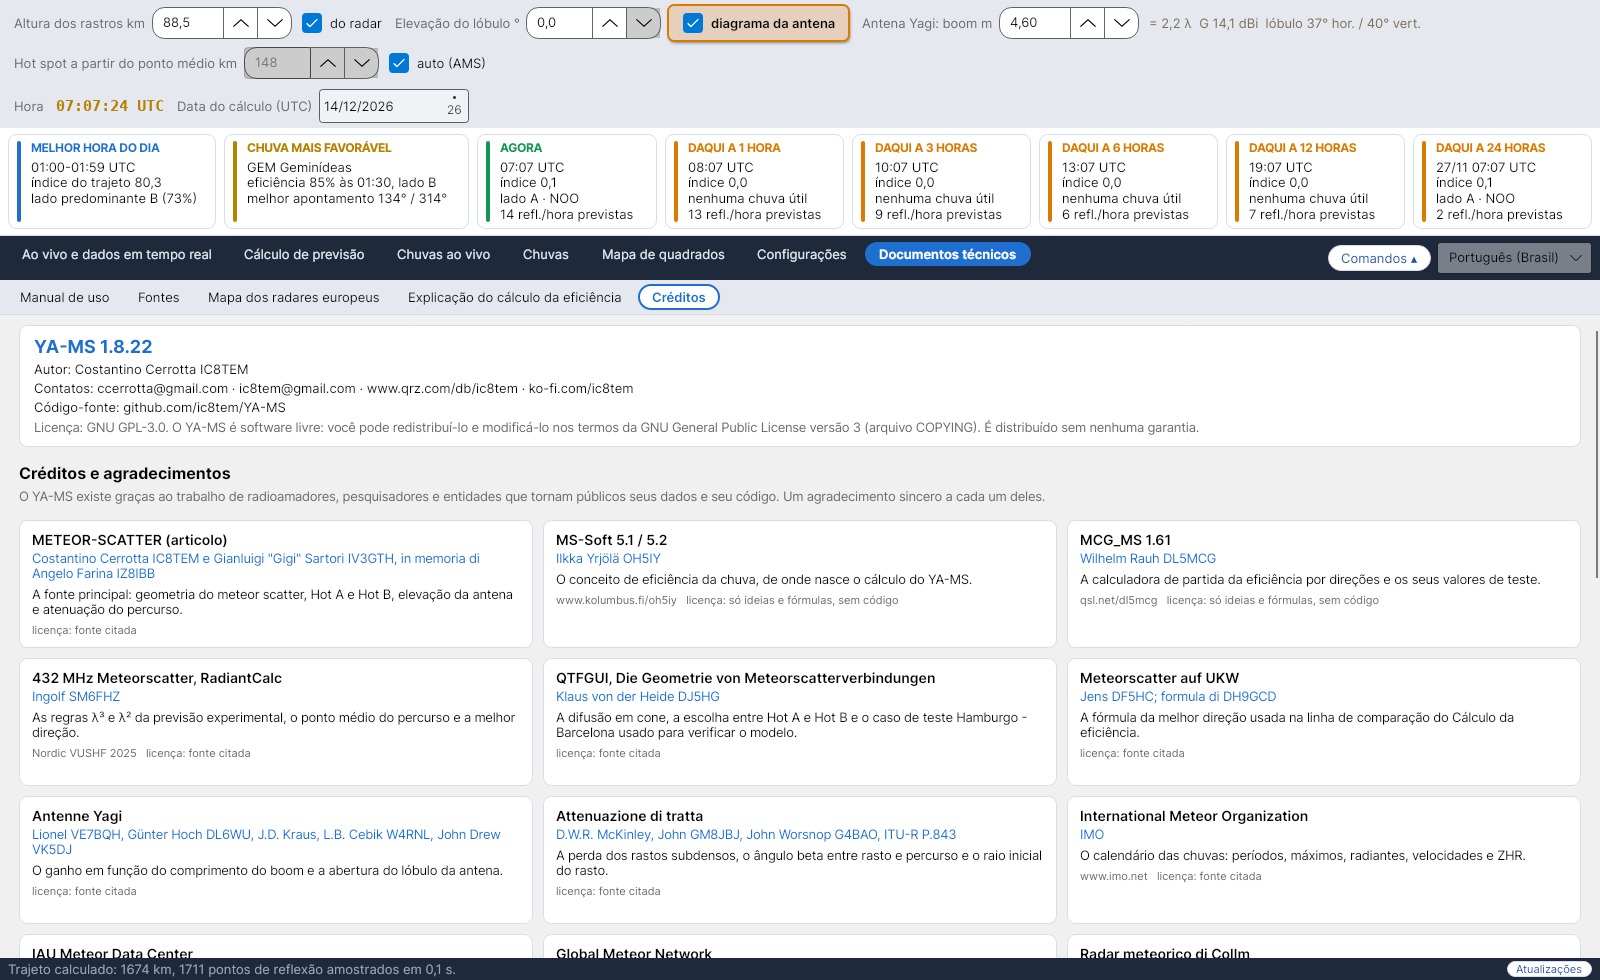 Altura dos rastros km 88,5 do radar Elevação do lóbulo ° 0,0 diagrama da antena Antena Yagi: boom m 4,60 = 2,2 λ G 14,1 dBi lóbulo 37° hor. / 40° vert.
Hot spot a partir do ponto médio km 148 auto (AMS)
Hora 07:07:24 UTC Data do cálculo (UTC) 14/12/2026 26
MELHOR HORA DO DIA
01:00-01:59 UTC
índice do trajeto 80,3
lado predominante B (73%)
CHUVA MAIS FAVORÁVEL
GEM Geminídeas
eficiência 85% às 01:30, lado B
melhor apontamento 134° / 314°
AGORA
07:07 UTC
índice 0,1
lado A · NOO
14 refl./hora previstas
DAQUI A 1 HORA
08:07 UTC
índice 0,0
nenhuma chuva útil
13 refl./hora previstas
DAQUI A 3 HORAS
10:07 UTC
índice 0,0
nenhuma chuva útil
9 refl./hora previstas
DAQUI A 6 HORAS
13:07 UTC
índice 0,0
nenhuma chuva útil
6 refl./hora previstas
DAQUI A 12 HORAS
19:07 UTC
índice 0,0
nenhuma chuva útil
7 refl./hora previstas
DAQUI A 24 HORAS
27/11 07:07 UTC
índice 0,1
lado A · NOO
2 refl./hora previstas
Ao vivo e dados em tempo real Cálculo de previsão Chuvas ao vivo Chuvas Mapa de quadrados Configurações Documentos técnicos Comandos ▴ Português (Brasil)
Manual de uso Fontes Mapa dos radares europeus Explicação do cálculo da eficiência Créditos
YA-MS 1.8.22
Autor: Costantino Cerrotta IC8TEM
Contatos: ccerrotta@gmail.com · ic8tem@gmail.com · www.qrz.com/db/ic8tem · ko-fi.com/ic8tem
Código-fonte: github.com/ic8tem/YA-MS
Licença: GNU GPL-3.0. O YA-MS é software livre: você pode redistribuí-lo e modificá-lo nos termos da GNU General Public License versão 3 (arquivo COPYING). É distribuído sem nenhuma garantia.
Créditos e agradecimentos
O YA-MS existe graças ao trabalho de radioamadores, pesquisadores e entidades que tornam públicos seus dados e seu código. Um agradecimento sincero a cada um deles.
METEOR-SCATTER (articolo)
Costantino Cerrotta IC8TEM e Gianluigi "Gigi" Sartori IV3GTH, in memoria di
Angelo Farina IZ8IBB
A fonte principal: geometria do meteor scatter, Hot A e Hot B, elevação da antena
e atenuação do percurso.
licença: fonte citada
MS-Soft 5.1 / 5.2
Ilkka Yrjölä OH5IY
O conceito de eficiência da chuva, de onde nasce o cálculo do YA-MS.
www.kolumbus.fi/oh5iy licença: só ideias e fórmulas, sem código
MCG_MS 1.61
Wilhelm Rauh DL5MCG
A calculadora de partida da eficiência por direções e os seus valores de teste.
qsl.net/dl5mcg licença: só ideias e fórmulas, sem código
432 MHz Meteorscatter, RadiantCalc
Ingolf SM6FHZ
As regras λ³ e λ² da previsão experimental, o ponto médio do percurso e a melhor
direção.
Nordic VUSHF 2025 licença: fonte citada
QTFGUI, Die Geometrie von Meteorscatterverbindungen
Klaus von der Heide DJ5HG
A difusão em cone, a escolha entre Hot A e Hot B e o caso de teste Hamburgo -
Barcelona usado para verificar o modelo.
licença: fonte citada
Meteorscatter auf UKW
Jens DF5HC; formula di DH9GCD
A fórmula da melhor direção usada na linha de comparação do Cálculo da
eficiência.
licença: fonte citada
Antenne Yagi
Lionel VE7BQH, Günter Hoch DL6WU, J.D. Kraus, L.B. Cebik W4RNL, John Drew
VK5DJ
O ganho em função do comprimento do boom e a abertura do lóbulo da antena.
licença: fonte citada
Attenuazione di tratta
D.W.R. McKinley, John GM8JBJ, John Worsnop G4BAO, ITU-R P.843
A perda dos rastos subdensos, o ângulo beta entre rasto e percurso e o raio inicial
do rasto.
licença: fonte citada
International Meteor Organization
IMO
O calendário das chuvas: períodos, máximos, radiantes, velocidades e ZHR.
www.imo.net licença: fonte citada
IAU Meteor Data Center
Global Meteor Network
Radar meteorico di Collm
Trajeto calculado: 1674 km, 1711 pontos de reflexão amostrados em 0,1 s.
Atualizações